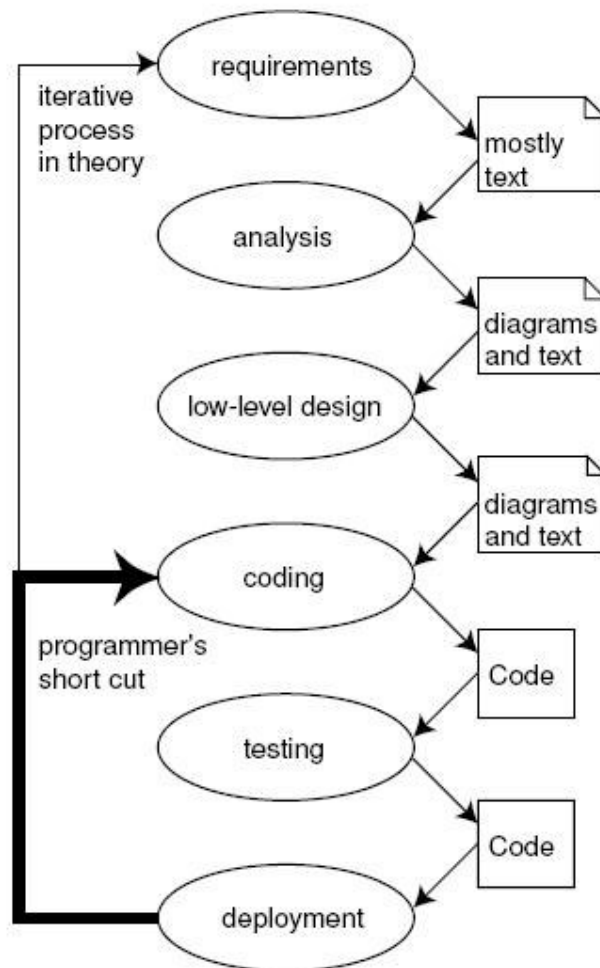 requirements
iterative
process
in theory
mostly
text
analysis
diagrams
and text
low-level design
diagrams
and text
coding
programmer's
short cut
Code
testing
Code
deployment